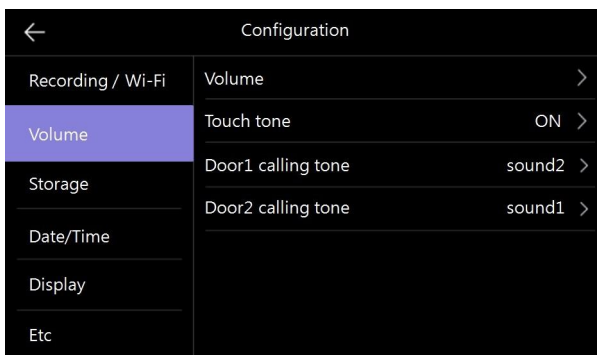 Configuration
Recording / Wi-Fi
Volume
Storage
Date/Time
Display
Etc
Volume
Touch tone ON
Door1 calling tone sound2
Door2 calling tone sound1